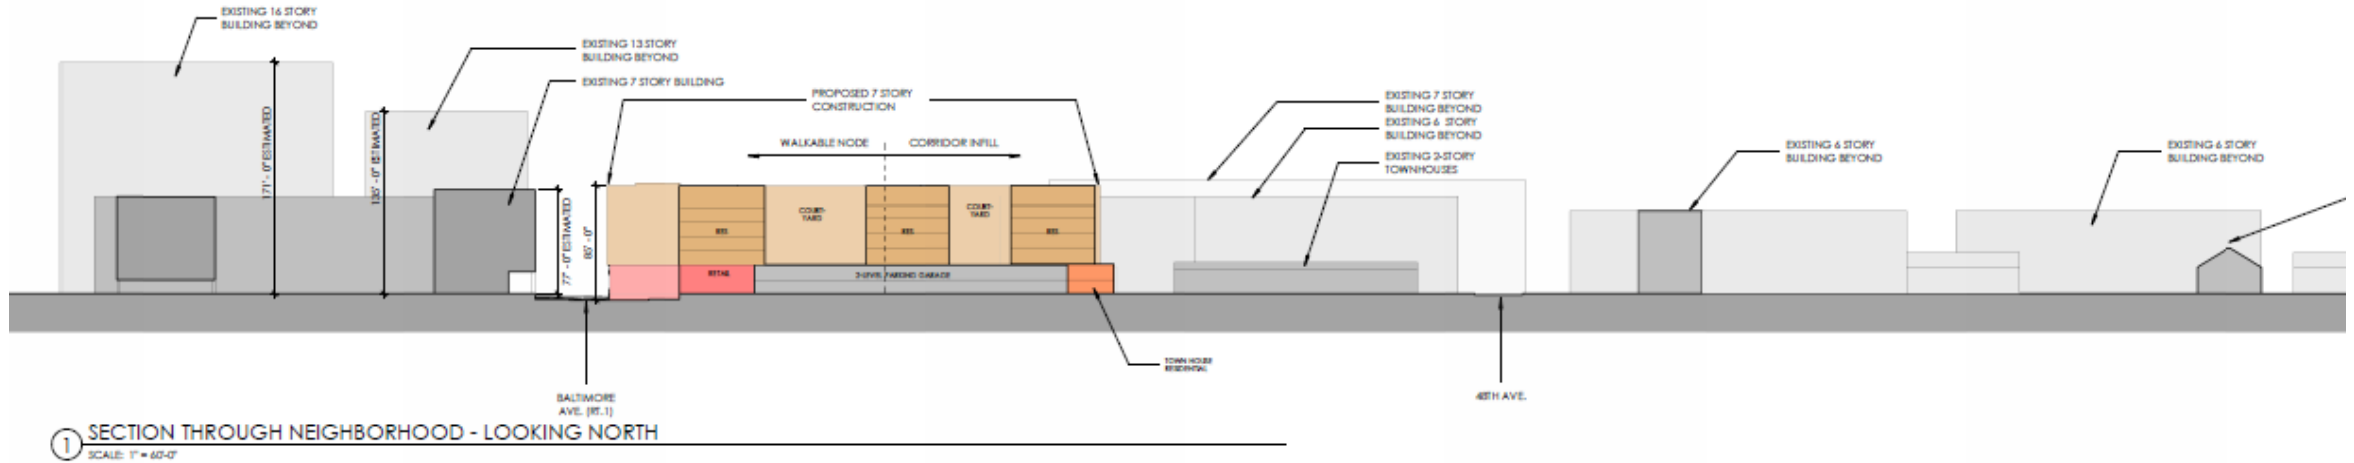 EXISTING 16 STORY
BUILDING BEYOND
EXISTING 13 STORY
BUILDING BEYOND
EXISTING 7 STORY BUILDING
171' - 0" ESTIMATED
135' - 0" ESTIMATED
77' - 0" ESTIMATED
85' - 0"
PROPOSED 7 STORY
CONSTRUCTION
WALKABLE NODE
CORRIDOR INFILL
COURT-
YARD
COURT-
YARD
RES.
RES.
RES.
RETAIL
2-LEVEL PARKING GARAGE
EXISTING 7 STORY
BUILDING BEYOND
EXISTING 6 STORY
BUILDING BEYOND
EXISTING 2-STORY
TOWNHOUSES
EXISTING 6 STORY
BUILDING BEYOND
EXISTING 6 STORY
BUILDING BEYOND
TOWN HOUSE
RESIDENTIAL
BALTIMORE
AVE. (RT.1)
48TH AVE.
1
SECTION THROUGH NEIGHBORHOOD - LOOKING NORTH
SCALE: 1" = 60'-0"